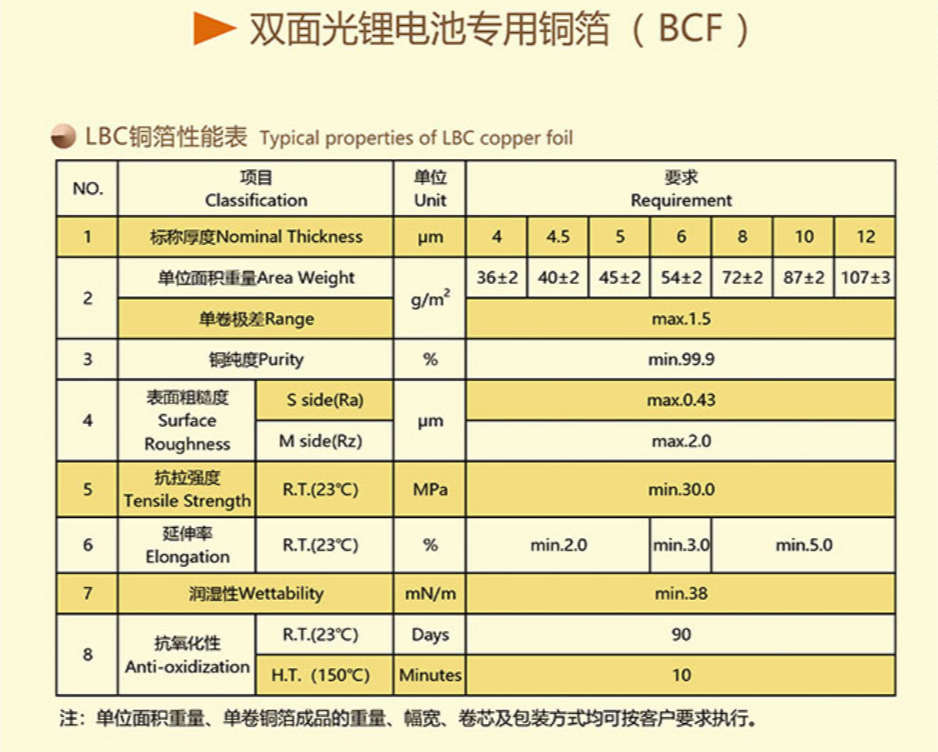 双面光锂电池专用铜箔（BCF）
LBC铜箔性能表 Typical properties of LBC copper foil
NO. 项目 Classification 单位 Unit 要求 Requirement
1 标称厚度Nominal Thickness μm 4 4.5 5 6 8 10 12
2 单位面积重量Area Weight g/m² 36±2 40±2 45±2 54±2 72±2 87±2 107±3
单卷极差Range max.1.5
3 铜纯度Purity % min.99.9
4 表面粗糙度 Surface Roughness S side(Ra) μm max.0.43
M side(Rz) max.2.0
5 抗拉强度 Tensile Strength R.T.(23℃) MPa min.30.0
6 延伸率 Elongation R.T.(23℃) % min.2.0 min.3.0 min.5.0
7 润湿性Wettability mN/m min.38
8 抗氧化性 Anti-oxidization R.T.(23℃) Days 90
H.T. (150℃) Minutes 10
注：单位面积重量、单卷铜箔成品的重量、幅宽、卷芯及包装方式均可按客户要求执行。